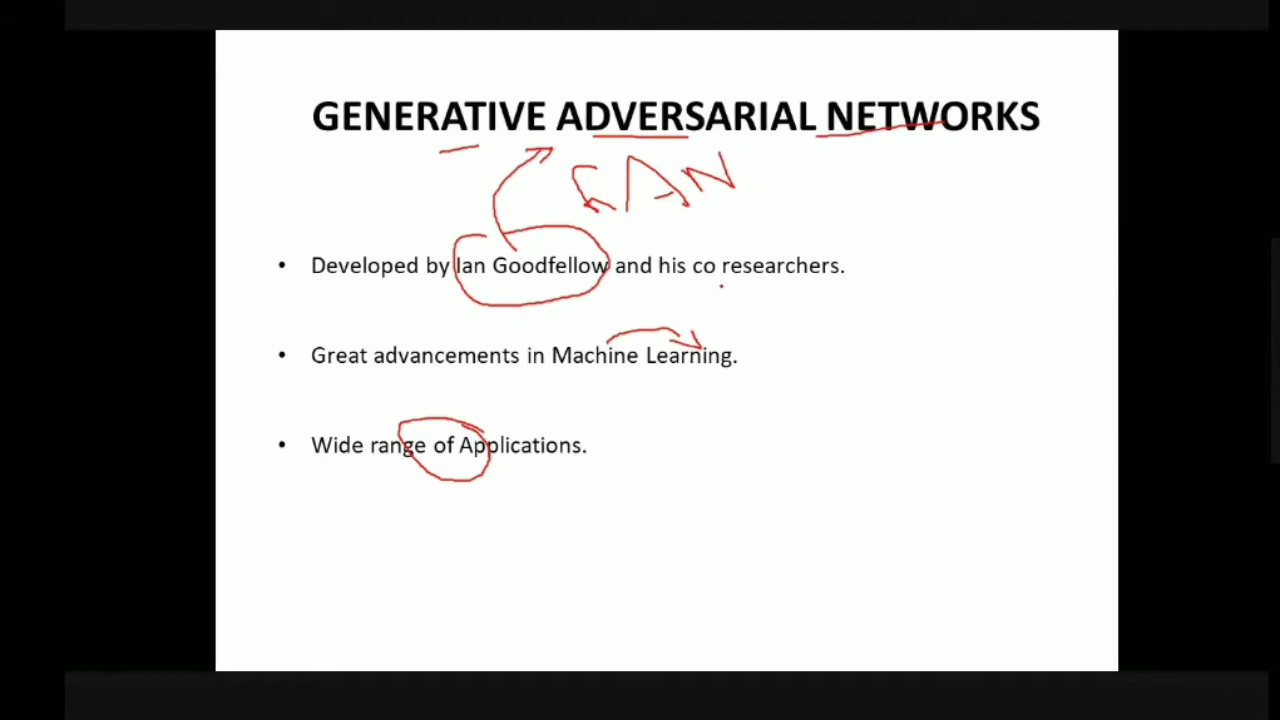 GENERATIVE ADVERSARIAL NETWORKS
GAN
• Developed by Ian Goodfellow and his co researchers.
• Great advancements in Machine Learning.
• Wide range of Applications.